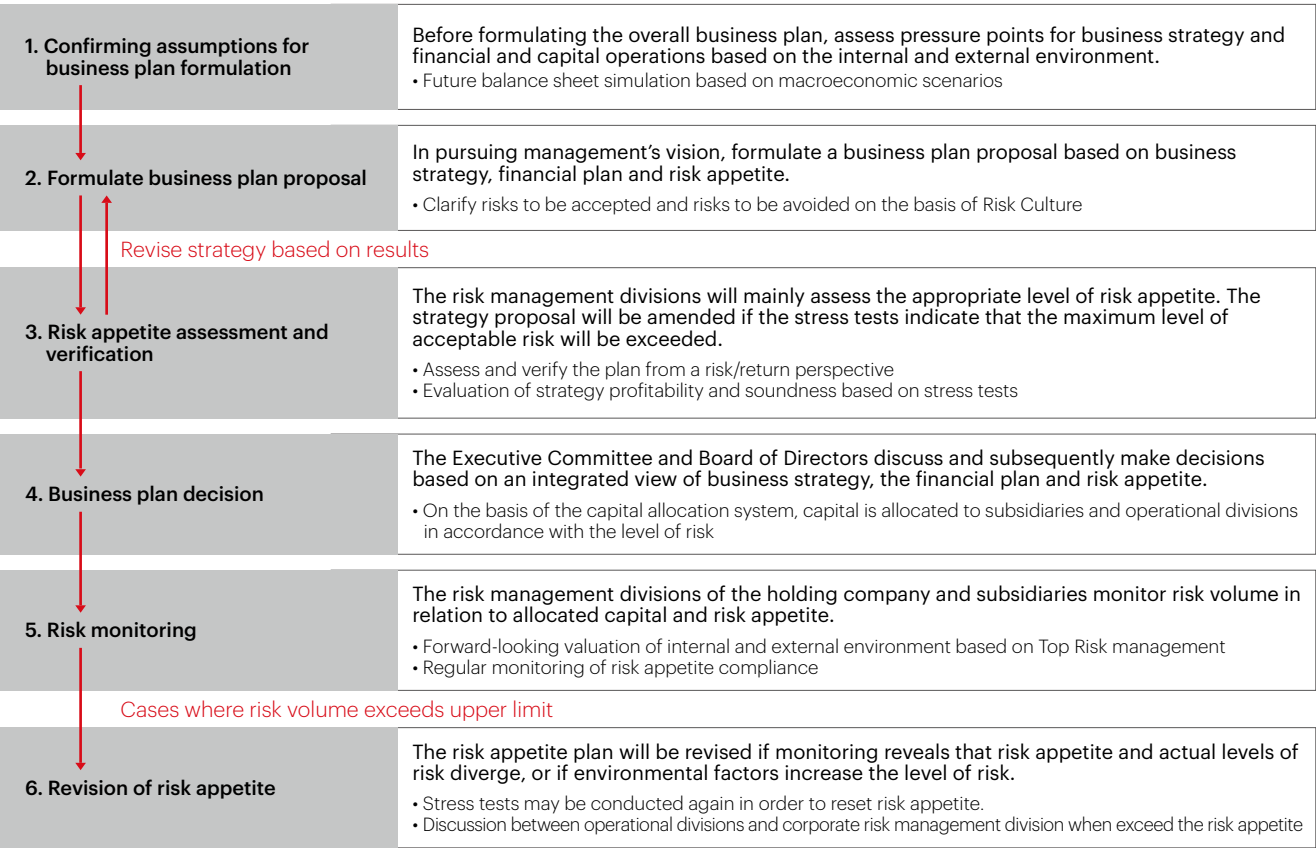 1. Confirming assumptions for
business plan formulation
Before formulating the overall business plan, assess pressure points for business strategy and
financial and capital operations based on the internal and external environment.
• Future balance sheet simulation based on macroeconomic scenarios
2. Formulate business plan proposal
In pursuing management's vision, formulate a business plan proposal based on business
strategy, financial plan and risk appetite.
• Clarify risks to be accepted and risks to be avoided on the basis of Risk Culture
Revise strategy based on results
3. Risk appetite assessment and
verification
The risk management divisions will mainly assess the appropriate level of risk appetite. The
strategy proposal will be amended if the stress tests indicate that the maximum level of
acceptable risk will be exceeded.
• Assess and verify the plan from a risk/return perspective
• Evaluation of strategy profitability and soundness based on stress tests
4. Business plan decision
The Executive Committee and Board of Directors discuss and subsequently make decisions
based on an integrated view of business strategy, the financial plan and risk appetite.
• On the basis of the capital allocation system, capital is allocated to subsidiaries and operational divisions
in accordance with the level of risk
5. Risk monitoring
The risk management divisions of the holding company and subsidiaries monitor risk volume in
relation to allocated capital and risk appetite.
• Forward-looking valuation of internal and external environment based on Top Risk management
• Regular monitoring of risk appetite compliance
Cases where risk volume exceeds upper limit
6. Revision of risk appetite
The risk appetite plan will be revised if monitoring reveals that risk appetite and actual levels of
risk diverge, or if environmental factors increase the level of risk.
• Stress tests may be conducted again in order to reset risk appetite.
• Discussion between operational divisions and corporate risk management division when exceed the risk appetite